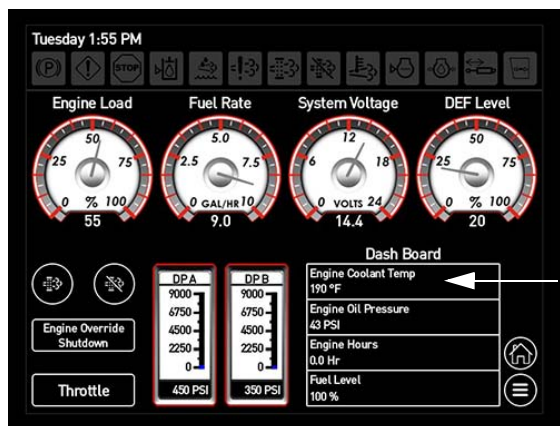 Tuesday 1:55 PM
(P) STOP
Engine Load Fuel Rate System Voltage DEF Level
50 5.0 12 50
25 75 2.5 7.5 6 18 25 75
0 % 100 0 GAL/HR 10 0 VOLTS 24 0 % 100
55 9.0 14.4 20
Dash Board
DP A DP B
9000 9000
6750 6750
4500 4500
2250 2250
0 0
450 PSI 350 PSI
Engine Coolant Temp
190 °F
Engine Oil Pressure
43 PSI
Engine Hours
0.0 Hr
Fuel Level
100 %
Engine Override
Shutdown
Throttle